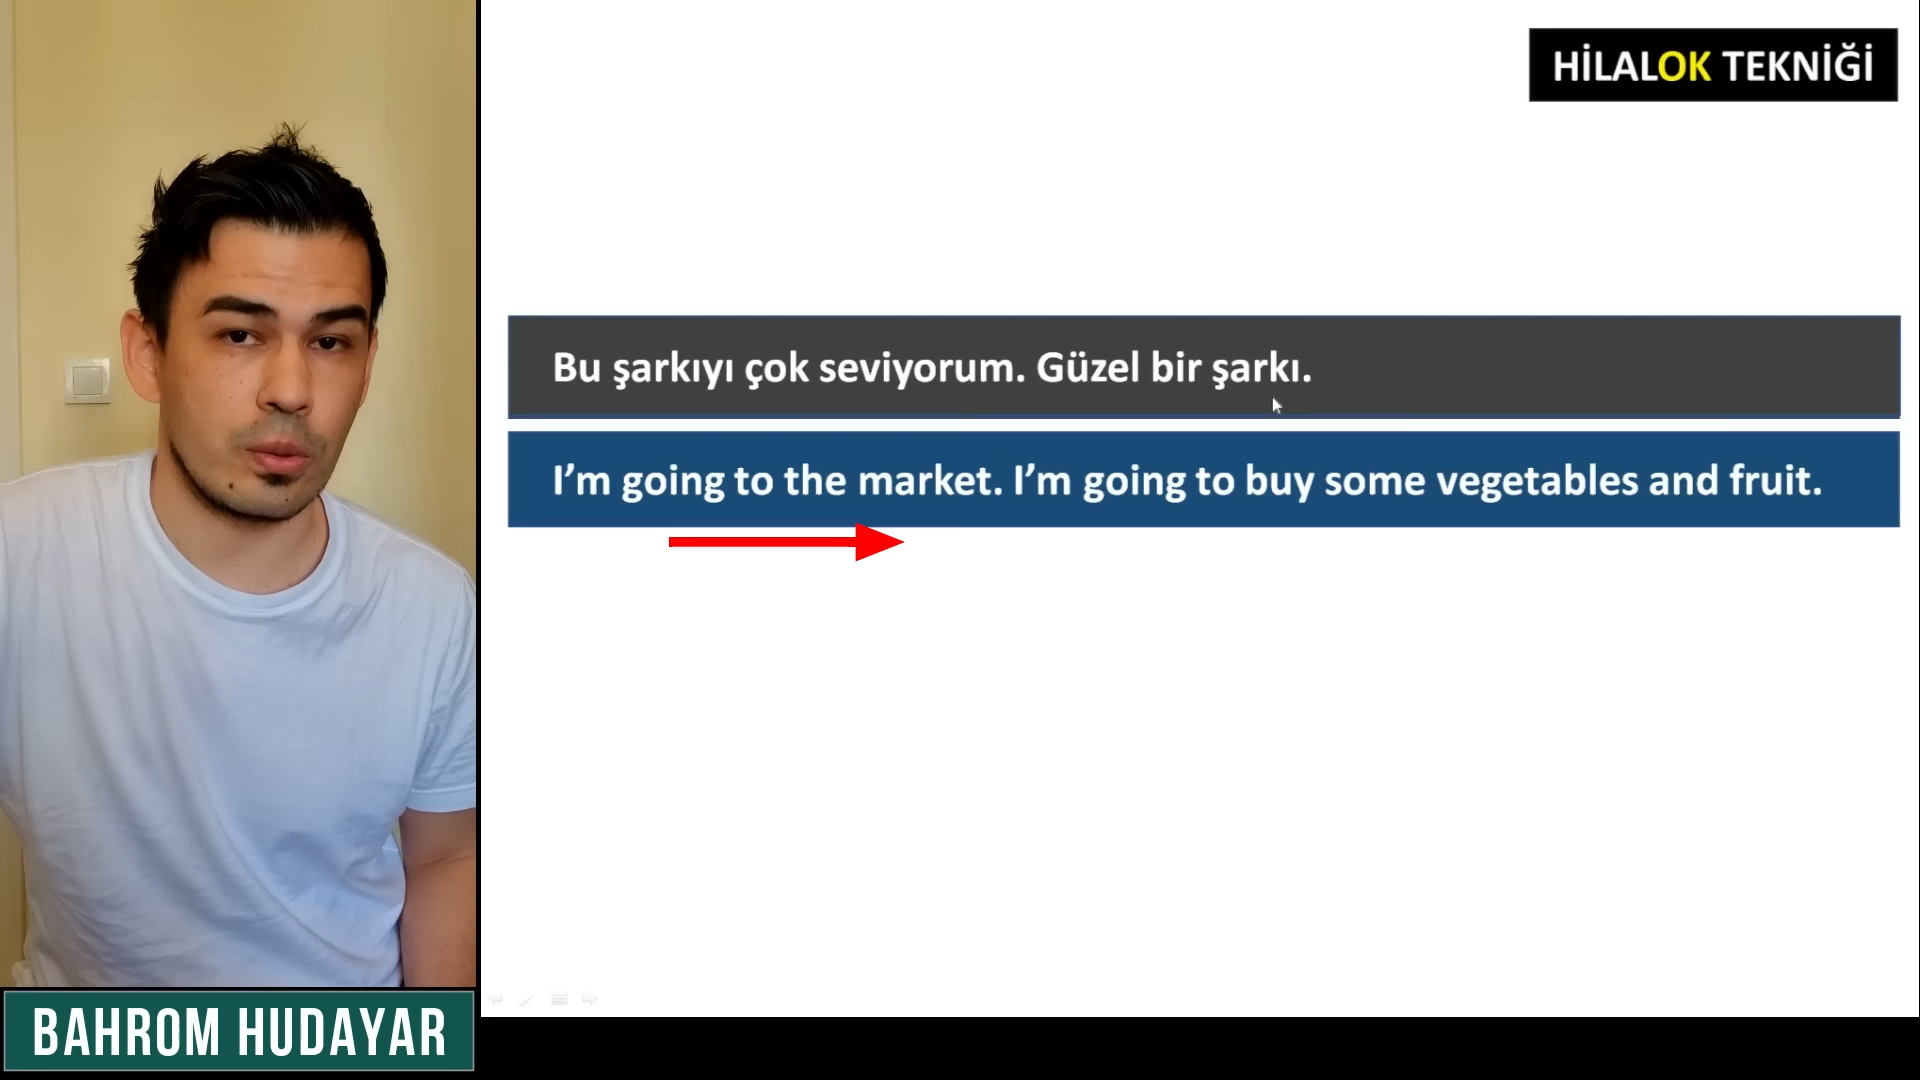 HİLALOK TEKNİĞİ
Bu şarkıyı çok seviyorum. Güzel bir şarkı.
I’m going to the market. I’m going to buy some vegetables and fruit.
BAHROM HUDAYAR